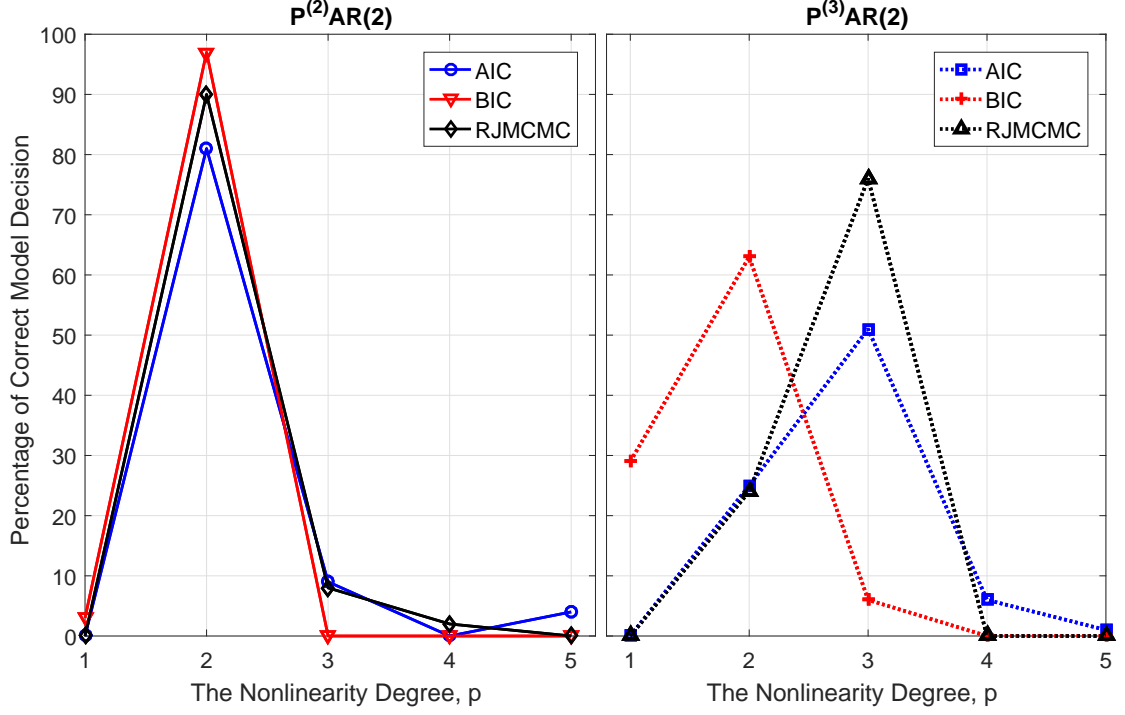 P(2)AR(2)
P(3)AR(2)
Percentage of Correct Model Decision
100
90
80
70
60
50
40
30
20
10
0
AIC
BIC
RJMCMC
AIC
BIC
RJMCMC
1 2 3 4 5
1 2 3 4 5
The Nonlinearity Degree, p
The Nonlinearity Degree, p